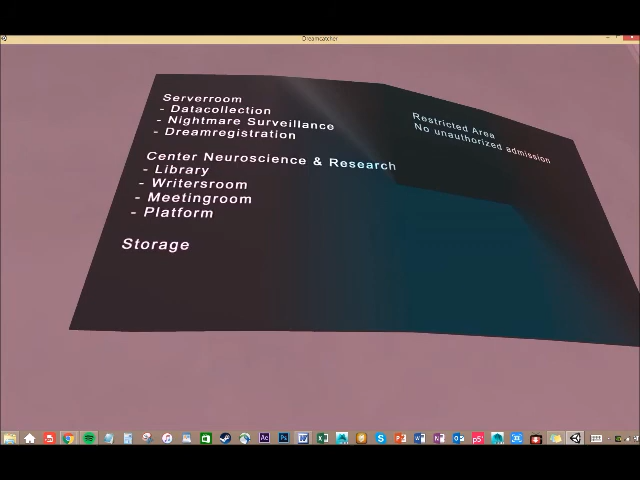 Dreamcatcher
Serverroom
- Datacollection
- Nightmare Surveillance
- Dreamregistration
Center Neuroscience & Research
- Library
- Writersroom
- Meetingroom
- Platform
Storage
Restricted Area
No unauthorized admission